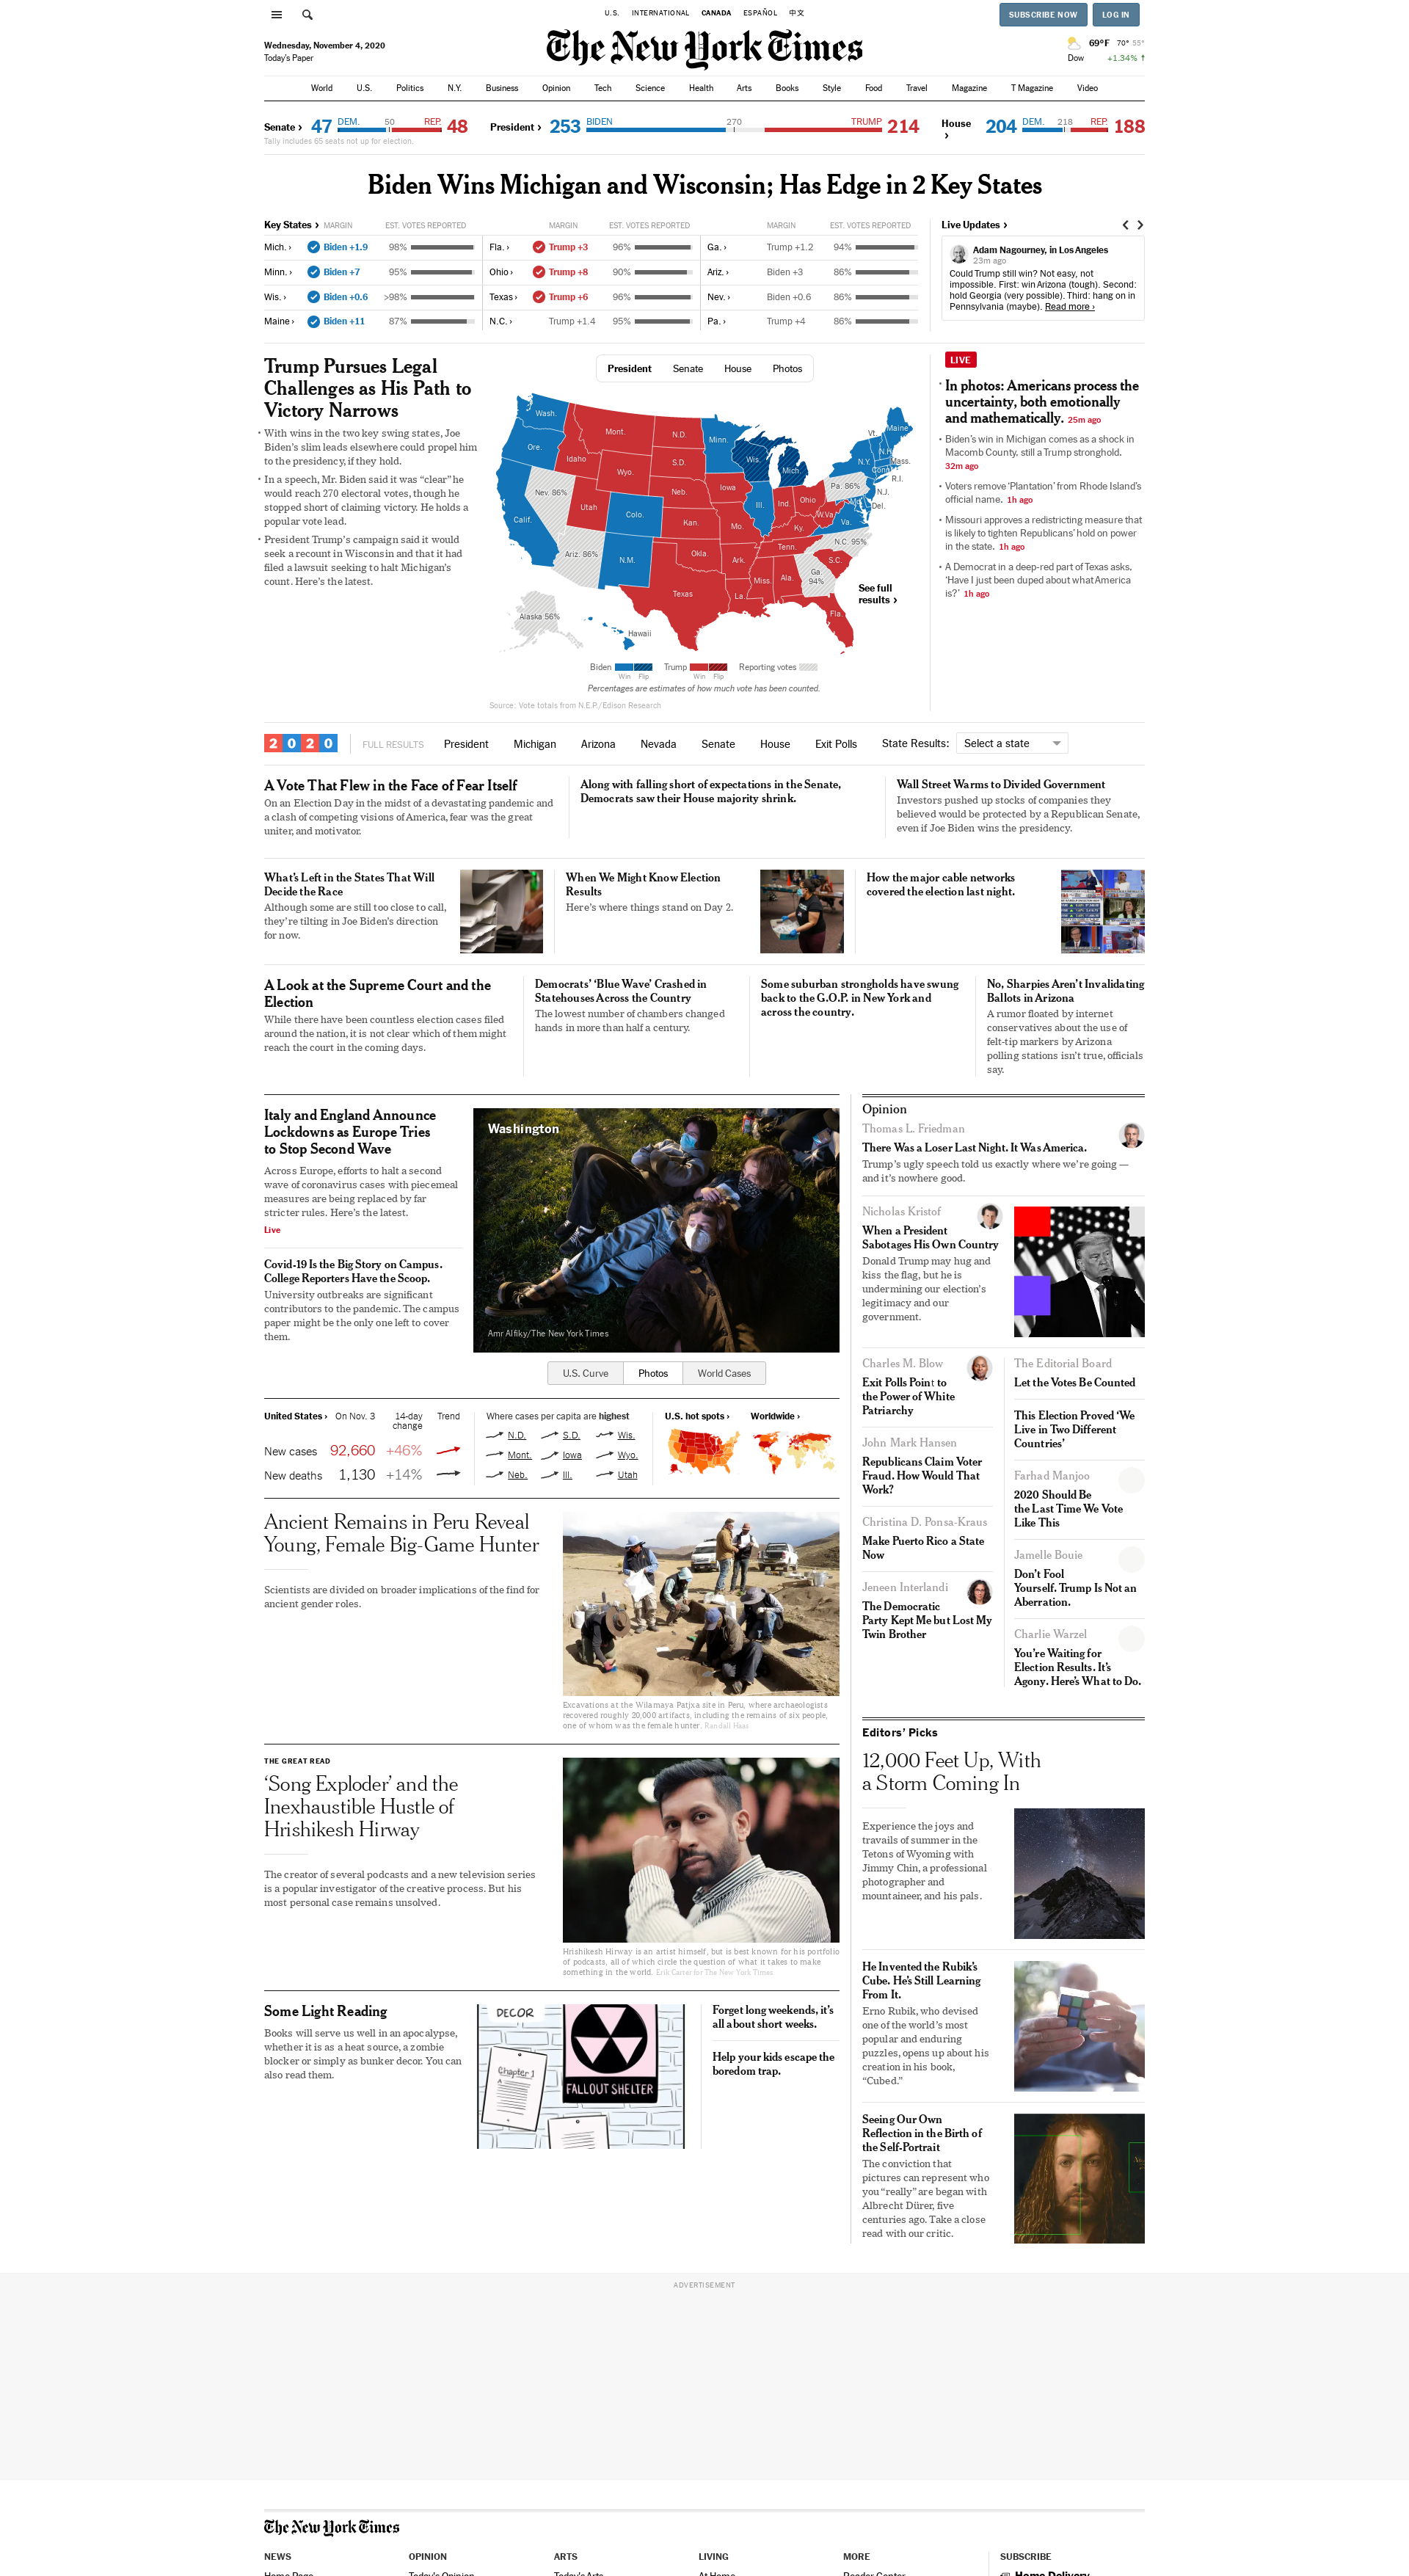 U.S. INTERNATIONAL CANADA ESPAÑOL 中文
SUBSCRIBE NOW LOG IN
Wednesday, November 4, 2020
Today's Paper
The New York Times
69°F 70° 55°
Dow +1.34% ↑
World U.S. Politics N.Y. Business Opinion Tech Science Health Arts Books Style Food Travel Magazine T Magazine Video
Senate › 47 DEM. 50 REP. 48
Tally includes 65 seats not up for election.
President › 253 BIDEN 270 TRUMP 214
House › 204 DEM. 218 REP. 188
Biden Wins Michigan and Wisconsin; Has Edge in 2 Key States
Key States › MARGIN EST. VOTES REPORTED
Mich. › Biden +1.9 98%
Minn. › Biden +7 95%
Wis. › Biden +0.6 >98%
Maine › Biden +11 87%
MARGIN EST. VOTES REPORTED
Fla. › Trump +3 96%
Ohio › Trump +8 90%
Texas › Trump +6 96%
N.C. › Trump +1.4 95%
MARGIN EST. VOTES REPORTED
Ga. › Trump +1.2 94%
Ariz. › Biden +3 86%
Nev. › Biden +0.6 86%
Pa. › Trump +4 86%
Live Updates ›
Adam Nagourney, in Los Angeles
23m ago
Could Trump still win? Not easy, not
impossible. First: win Arizona (tough). Second:
hold Georgia (very possible). Third: hang on in
Pennsylvania (maybe). Read more ›
Trump Pursues Legal
Challenges as His Path to
Victory Narrows
• With wins in the two key swing states, Joe
Biden's slim leads elsewhere could propel him
to the presidency, if they hold.
• In a speech, Mr. Biden said it was "clear" he
would reach 270 electoral votes, though he
stopped short of claiming victory. He holds a
popular vote lead.
• President Trump's campaign said it would
seek a recount in Wisconsin and that it had
filed a lawsuit seeking to halt Michigan's
count. Here's the latest.
President Senate House Photos
Wash.
Ore.
Calif.
Nev. 86%
Idaho
Mont.
Wyo.
Utah
Colo.
Ariz. 86%
N.M.
N.D.
S.D.
Neb.
Kan.
Okla.
Texas
Minn.
Iowa
Mo.
Ark.
La.
Wis.
Ill.
Mich.
Ind.
Ohio
Ky.
Tenn.
Miss.
Ala.
Ga.
94%
Fla.
S.C.
N.C. 95%
Va.
W.Va.
Pa. 86%
N.Y.
Vt.
N.H.
Maine
Mass.
Conn.
R.I.
N.J.
Del.
Alaska 56%
Hawaii
See full
results ›
Biden Trump Reporting votes
Win Flip Win Flip
Percentages are estimates of how much vote has been counted.
Source: Vote totals from N.E.P./Edison Research
LIVE
• In photos: Americans process the
uncertainty, both emotionally
and mathematically. 25m ago
• Biden's win in Michigan comes as a shock in
Macomb County, still a Trump stronghold.
32m ago
• Voters remove 'Plantation' from Rhode Island's
official name. 1h ago
• Missouri approves a redistricting measure that
is likely to tighten Republicans' hold on power
in the state. 1h ago
• A Democrat in a deep-red part of Texas asks,
'Have I just been duped about what America
is?' 1h ago
2020 FULL RESULTS President Michigan Arizona Nevada Senate House Exit Polls State Results: Select a state
A Vote That Flew in the Face of Fear Itself
On an Election Day in the midst of a devastating pandemic and
a clash of competing visions of America, fear was the great
uniter, and motivator.
Along with falling short of expectations in the Senate,
Democrats saw their House majority shrink.
Wall Street Warms to Divided Government
Investors pushed up stocks of companies they
believed would be protected by a Republican Senate,
even if Joe Biden wins the presidency.
What's Left in the States That Will
Decide the Race
Although some are still too close to call,
they're tilting in Joe Biden's direction
for now.
When We Might Know Election
Results
Here's where things stand on Day 2.
How the major cable networks
covered the election last night.
A Look at the Supreme Court and the
Election
While there have been countless election cases filed
around the nation, it is not clear which of them might
reach the court in the coming days.
Democrats' 'Blue Wave' Crashed in
Statehouses Across the Country
The lowest number of chambers changed
hands in more than half a century.
Some suburban strongholds have swung
back to the G.O.P. in New York and
across the country.
No, Sharpies Aren't Invalidating
Ballots in Arizona
A rumor floated by internet
conservatives about the use of
felt-tip markers by Arizona
polling stations isn't true, officials
say.
Italy and England Announce
Lockdowns as Europe Tries
to Stop Second Wave
Across Europe, efforts to halt a second
wave of coronavirus cases with piecemeal
measures are being replaced by far
stricter rules. Here's the latest.
Live
Covid-19 Is the Big Story on Campus.
College Reporters Have the Scoop.
University outbreaks are significant
contributors to the pandemic. The campus
paper might be the only one left to cover
them.
Washington
Amr Alfiky/The New York Times
U.S. Curve Photos World Cases
United States › On Nov. 3 14-day
change Trend
New cases 92,660 +46%
New deaths 1,130 +14%
Where cases per capita are highest
N.D. S.D. Wis.
Mont. Iowa Wyo.
Neb. Ill. Utah
U.S. hot spots › Worldwide ›
Ancient Remains in Peru Reveal
Young, Female Big-Game Hunter
Scientists are divided on broader implications of the find for
ancient gender roles.
Excavations at the Wilamaya Patjxa site in Peru, where archaeologists
recovered roughly 20,000 artifacts, including the remains of six people,
one of whom was the female hunter. Randall Haas
THE GREAT READ
'Song Exploder' and the
Inexhaustible Hustle of
Hrishikesh Hirway
The creator of several podcasts and a new television series
is a popular investigator of the creative process. But his
most personal case remains unsolved.
Hrishikesh Hirway is an artist himself, but is best known for his portfolio
of podcasts, all of which circle the question of what it takes to make
something in the world. Erik Carter for The New York Times
Some Light Reading
Books will serve us well in an apocalypse,
whether it is as a heat source, a zombie
blocker or simply as bunker decor. You can
also read them.
DECOR
Chapter 1
FALLOUT SHELTER
Forget long weekends, it's
all about short weeks.
Help your kids escape the
boredom trap.
Opinion
Thomas L. Friedman
There Was a Loser Last Night. It Was America.
Trump's ugly speech told us exactly where we're going —
and it's nowhere good.
Nicholas Kristof
When a President
Sabotages His Own Country
Donald Trump may hug and
kiss the flag, but he is
undermining our election's
legitimacy and our
government.
Charles M. Blow
Exit Polls Point to
the Power of White
Patriarchy
John Mark Hansen
Republicans Claim Voter
Fraud. How Would That
Work?
Christina D. Ponsa-Kraus
Make Puerto Rico a State
Now
Jeneen Interlandi
The Democratic
Party Kept Me but Lost My
Twin Brother
The Editorial Board
Let the Votes Be Counted
This Election Proved 'We
Live in Two Different
Countries'
Farhad Manjoo
2020 Should Be
the Last Time We Vote
Like This
Jamelle Bouie
Don't Fool
Yourself. Trump Is Not an
Aberration.
Charlie Warzel
You're Waiting for
Election Results. It's
Agony. Here's What to Do.
Editors' Picks
12,000 Feet Up, With
a Storm Coming In
Experience the joys and
travails of summer in the
Tetons of Wyoming with
Jimmy Chin, a professional
photographer and
mountaineer, and his pals.
He Invented the Rubik's
Cube. He's Still Learning
From It.
Erno Rubik, who devised
one of the world's most
popular and enduring
puzzles, opens up about his
creation in his book,
"Cubed."
Seeing Our Own
Reflection in the Birth of
the Self-Portrait
The conviction that
pictures can represent who
you "really" are began with
Albrecht Dürer, five
centuries ago. Take a close
read with our critic.
ADVERTISEMENT
The New York Times
NEWS OPINION ARTS LIVING MORE SUBSCRIBE
Home Page Today's Opinion Today's Arts At Home Reader Center Home Delivery